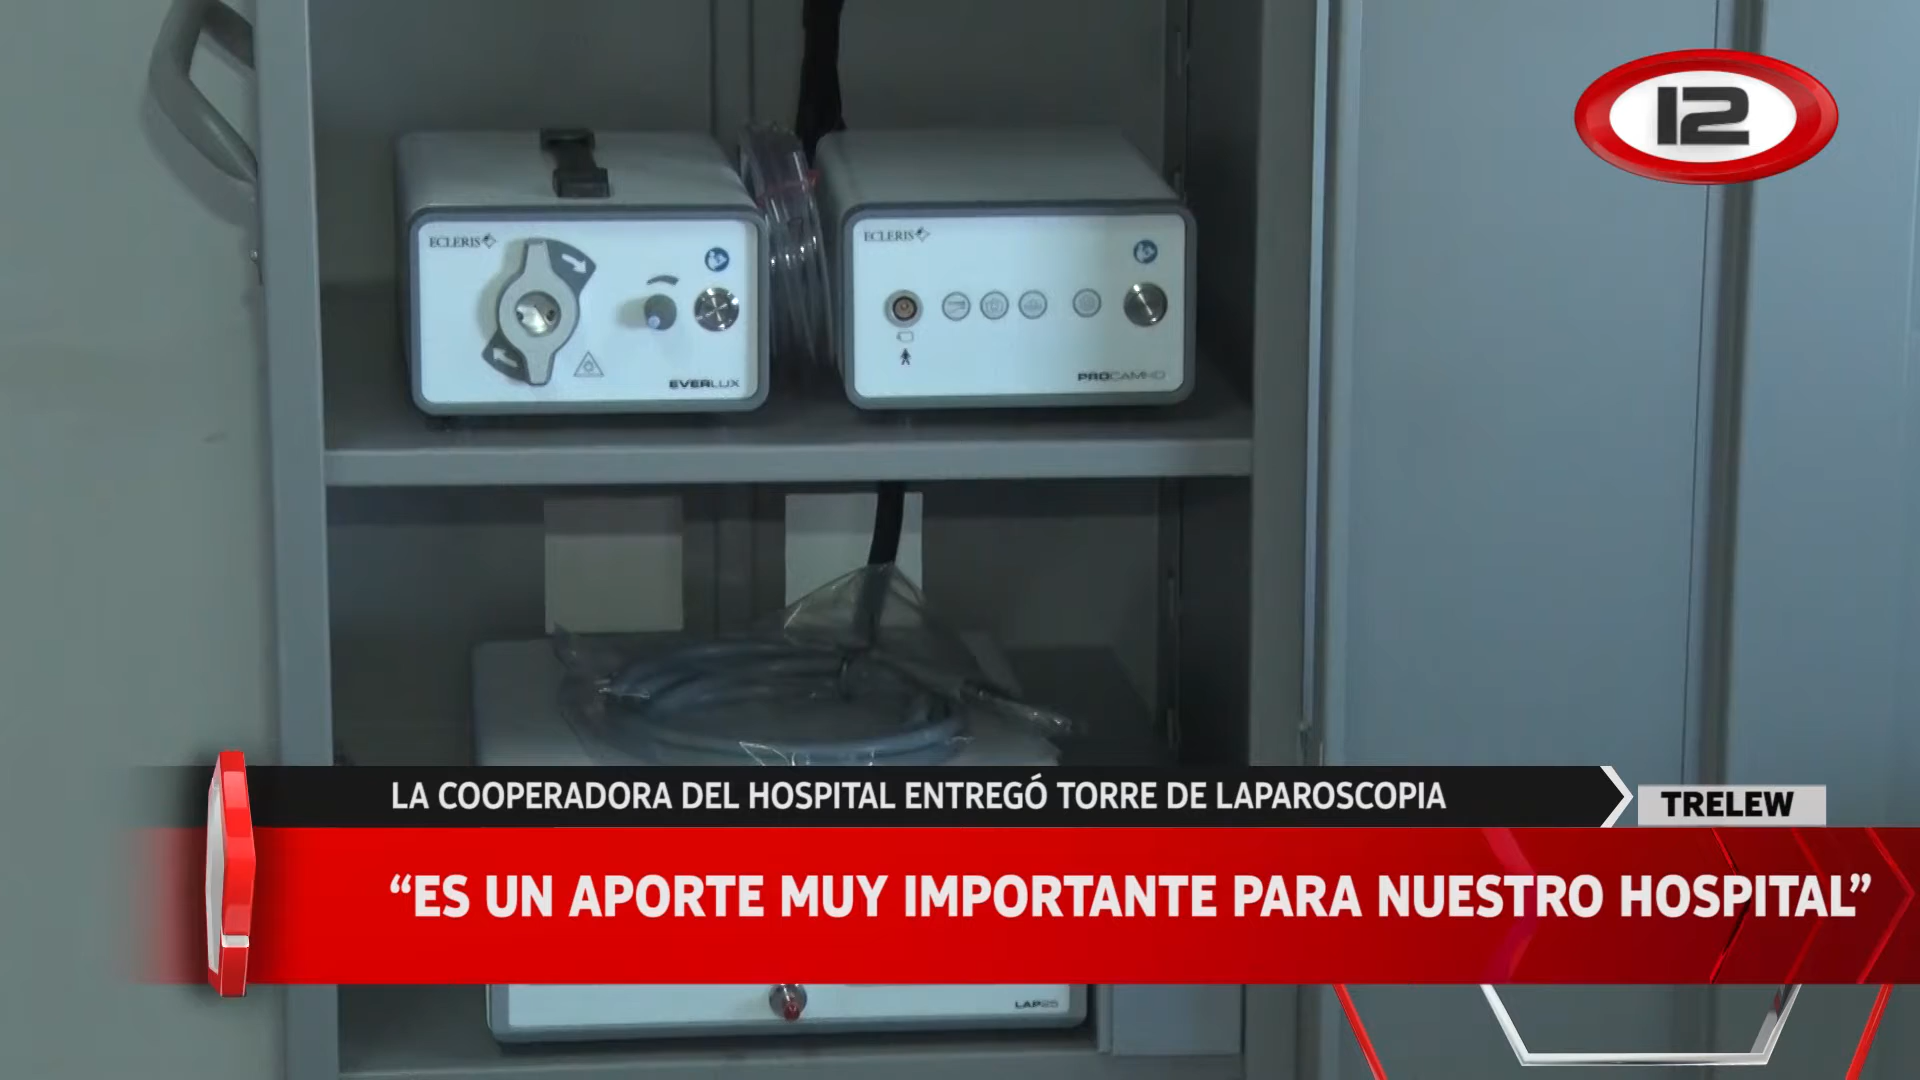 12
ECLERIS
ECLERIS
EVERLUX
PROCAMHD
LA COOPERADORA DEL HOSPITAL ENTREGÓ TORRE DE LAPAROSCOPIA
TRELEW
“ES UN APORTE MUY IMPORTANTE PARA NUESTRO HOSPITAL”
LAP25